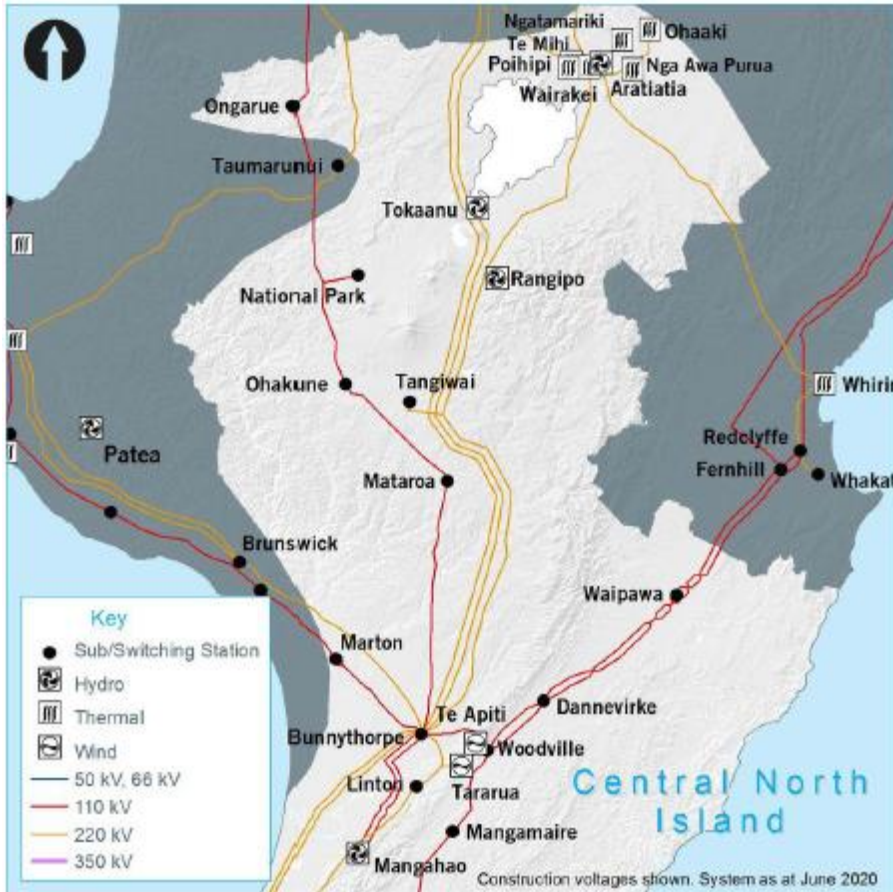 Ngatamariki
Ohaaki
Te Mihi
Poihipi
Nga Awa Purua
Wairakei
Aratiatia
Ongarue
Taumarunui
Tokaanu
National Park
Rangipo
Ohakune
Tangiwai
Whirin
Patea
Redclyffe
Fernhill
Whakat
Mataroa
Brunswick
Waipawa
Marton
Dannevirke
Te Apiti
Bunnythorpe
Woodville
Linton
Tararua
Mangamaire
Mangahao
Key
Sub/Switching Station
Hydro
Thermal
Wind
50 kV, 66 kV
110 kV
220 kV
350 kV
Central North
Island
Construction voltages shown. System as at June 2020